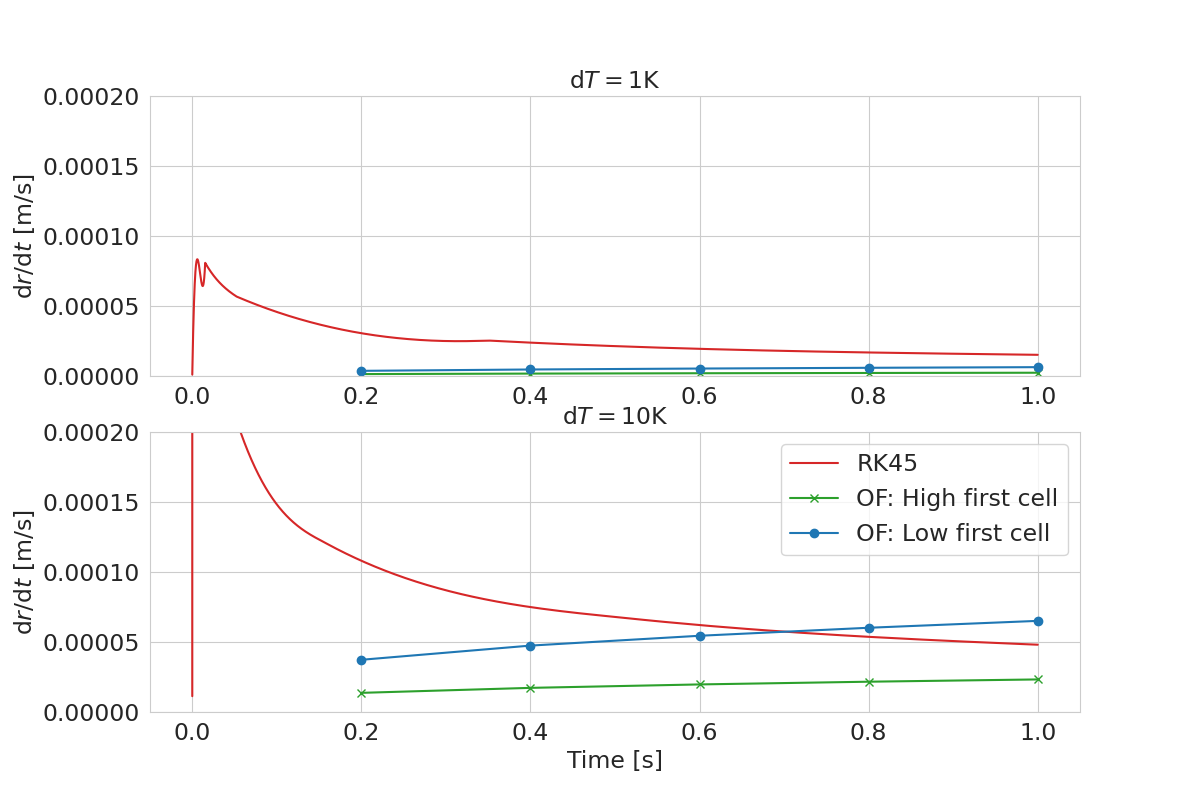 dT = 1K
0.00020
0.00015
0.00010
0.00005
0.00000
dr/dt [m/s]
0.0 0.2 0.4 0.6 0.8 1.0
dT = 10K
0.00020
0.00015
0.00010
0.00005
0.00000
dr/dt [m/s]
RK45
OF: High first cell
OF: Low first cell
0.0 0.2 0.4 0.6 0.8 1.0
Time [s]